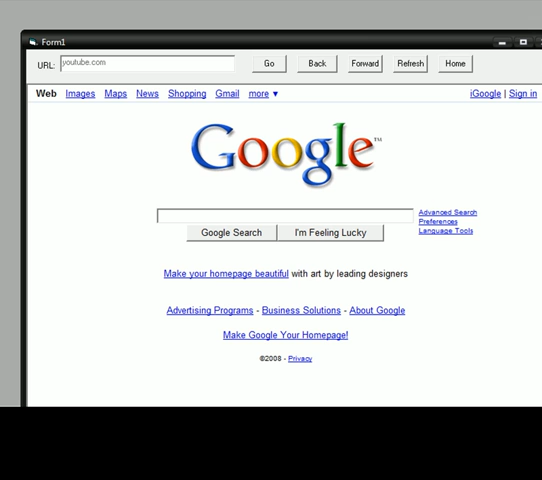 Form1
URL: youtube.com Go Back Forward Refresh Home
Web Images Maps News Shopping Gmail more ▼ iGoogle | Sign in
Google™
Advanced Search
Preferences
Language Tools
Google Search I'm Feeling Lucky
Make your homepage beautiful with art by leading designers
Advertising Programs - Business Solutions - About Google
Make Google Your Homepage!
©2008 - Privacy